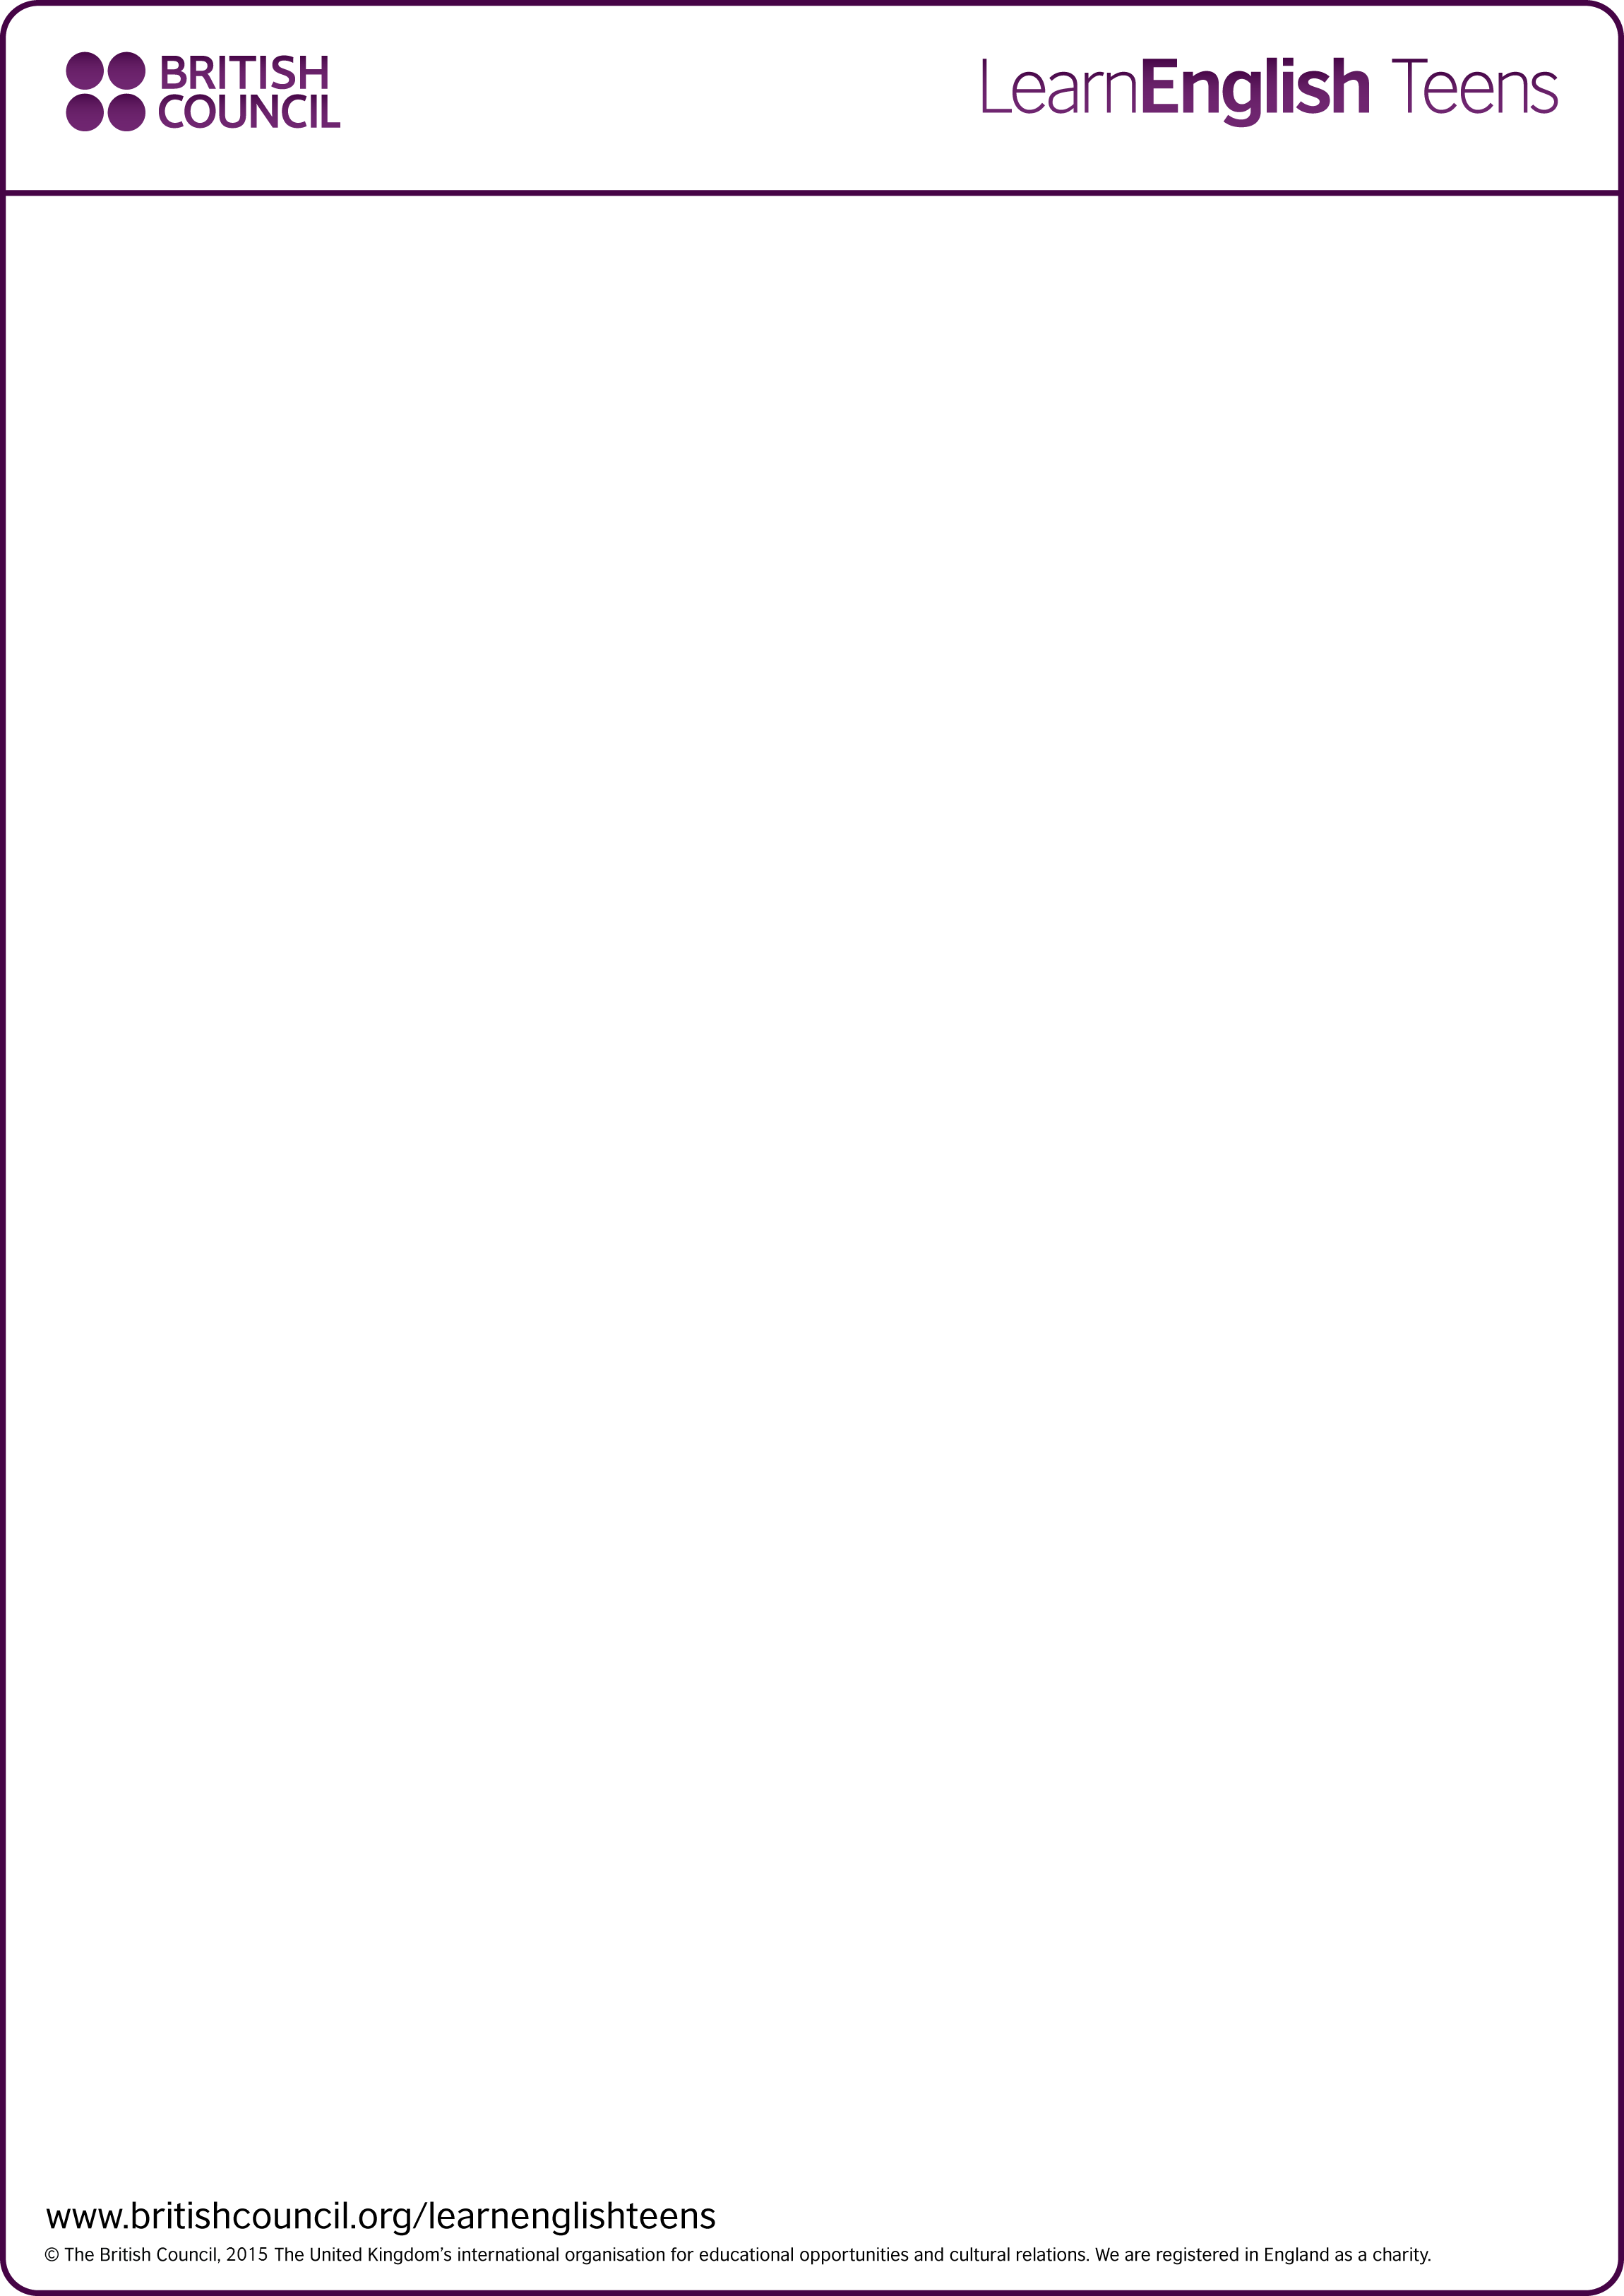 BRITISH
COUNCIL
LearnEnglish Teens
www.britishcouncil.org/learnenglishteens
© The British Council, 2015 The United Kingdom’s international organisation for educational opportunities and cultural relations. We are registered in England as a charity.